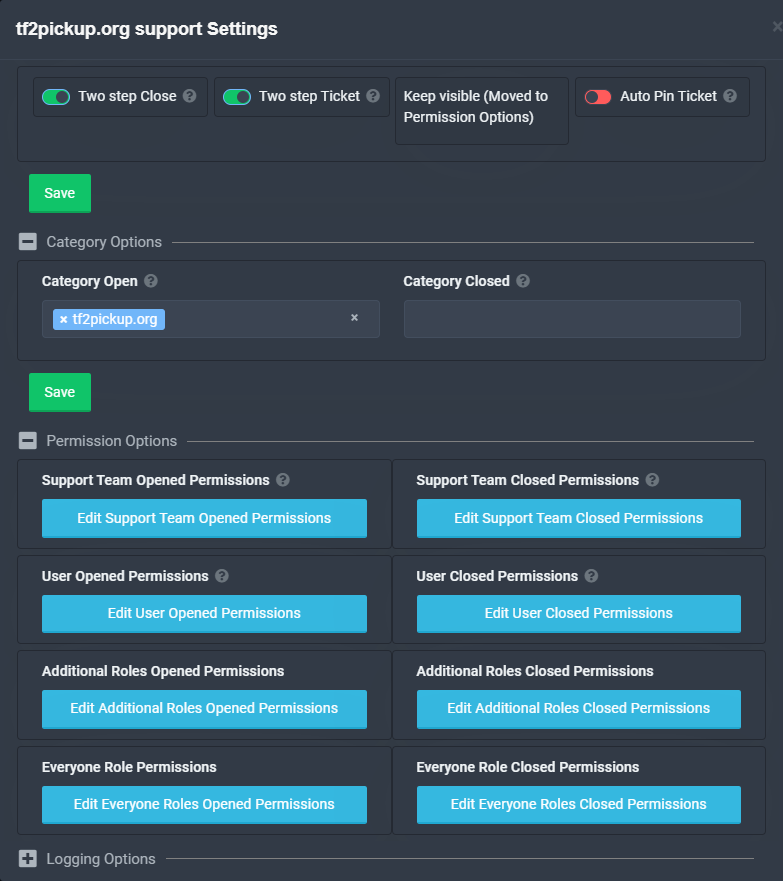 tf2pickup.org support Settings
×
Two step Close ?
Two step Ticket ?
Keep visible (Moved to
Permission Options)
Auto Pin Ticket ?
Save
Category Options
Category Open ?
× tf2pickup.org ×
Category Closed ?
Save
Permission Options
Support Team Opened Permissions ?
Edit Support Team Opened Permissions
Support Team Closed Permissions ?
Edit Support Team Closed Permissions
User Opened Permissions ?
Edit User Opened Permissions
User Closed Permissions ?
Edit User Closed Permissions
Additional Roles Opened Permissions
Edit Additional Roles Opened Permissions
Additional Roles Closed Permissions
Edit Additional Roles Closed Permissions
Everyone Role Permissions
Edit Everyone Roles Opened Permissions
Everyone Role Closed Permissions
Edit Everyone Roles Closed Permissions
Logging Options